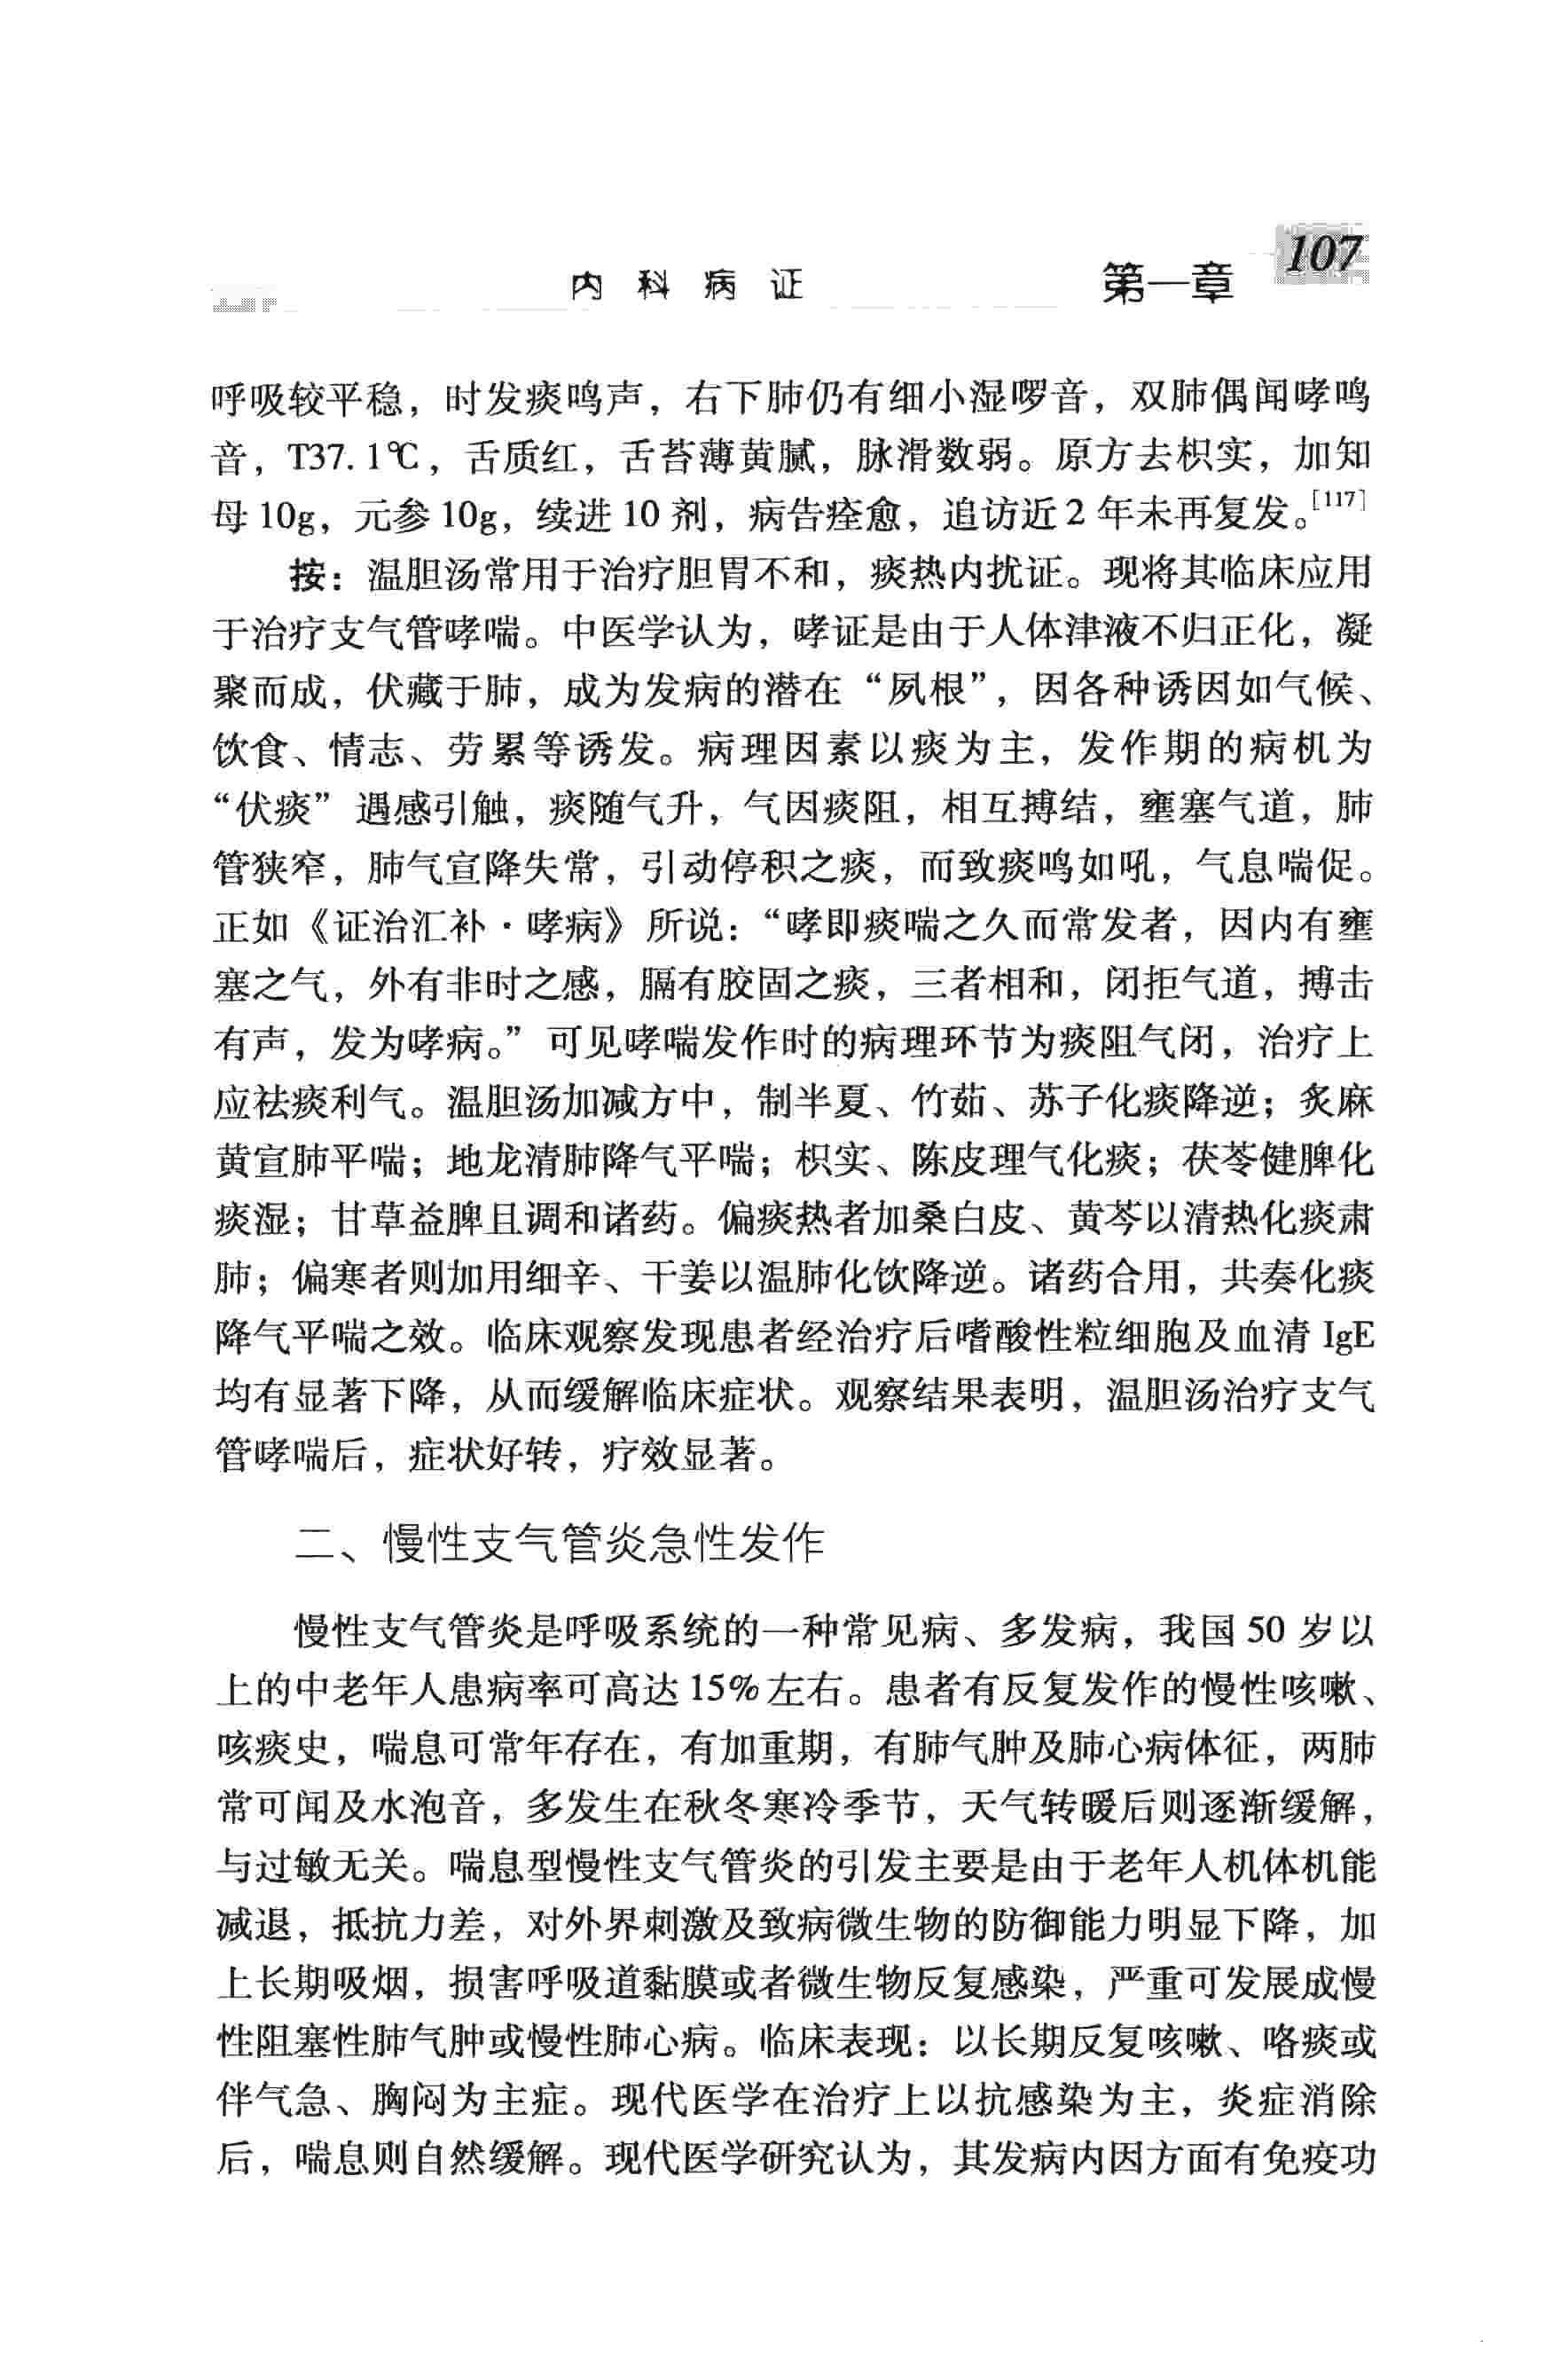 内科病证 第一章 107
呼吸较平稳，时发痰鸣声，右下肺仍有细小湿啰音，双肺偶闻哮鸣
音，T37.1℃，舌质红，舌苔薄黄腻，脉滑数弱。原方去枳实，加知
母10g，元参10g，续进10剂，病告痊愈，追访近2年未再复发。[117]
按：温胆汤常用于治疗胆胃不和，痰热内扰证。现将其临床应用
于治疗支气管哮喘。中医学认为，哮证是由于人体津液不归正化，凝
聚而成，伏藏于肺，成为发病的潜在“夙根”，因各种诱因如气候、
饮食、情志、劳累等诱发。病理因素以痰为主，发作期的病机为
“伏痰”遇感引触，痰随气升，气因痰阻，相互搏结，壅塞气道，肺
管狭窄，肺气宣降失常，引动停积之痰，而致痰鸣如吼，气息喘促。
正如《证治汇补·哮病》所说：“哮即痰喘之久而常发者，因内有壅
塞之气，外有非时之感，膈有胶固之痰，三者相和，闭拒气道，搏击
有声，发为哮病。”可见哮喘发作时的病理环节为痰阻气闭，治疗上
应祛痰利气。温胆汤加减方中，制半夏、竹茹、苏子化痰降逆；炙麻
黄宣肺平喘；地龙清肺降气平喘；枳实、陈皮理气化痰；茯苓健脾化
痰湿；甘草益脾且调和诸药。偏痰热者加桑白皮、黄芩以清热化痰肃
肺；偏寒者则加用细辛、干姜以温肺化饮降逆。诸药合用，共奏化痰
降气平喘之效。临床观察发现患者经治疗后嗜酸性粒细胞及血清IgE
均有显著下降，从而缓解临床症状。观察结果表明，温胆汤治疗支气
管哮喘后，症状好转，疗效显著。
二、慢性支气管炎急性发作
慢性支气管炎是呼吸系统的一种常见病、多发病，我国50岁以
上的中老年人患病率可高达15%左右。患者有反复发作的慢性咳嗽、
咳痰史，喘息可常年存在，有加重期，有肺气肿及肺心病体征，两肺
常可闻及水泡音，多发生在秋冬寒冷季节，天气转暖后则逐渐缓解，
与过敏无关。喘息型慢性支气管炎的引发主要是由于老年人机体机能
减退，抵抗力差，对外界刺激及致病微生物的防御能力明显下降，加
上长期吸烟，损害呼吸道黏膜或者微生物反复感染，严重可发展成慢
性阻塞性肺气肿或慢性肺心病。临床表现：以长期反复咳嗽、咯痰或
伴气急、胸闷为主症。现代医学在治疗上以抗感染为主，炎症消除
后，喘息则自然缓解。现代医学研究认为，其发病内因方面有免疫功